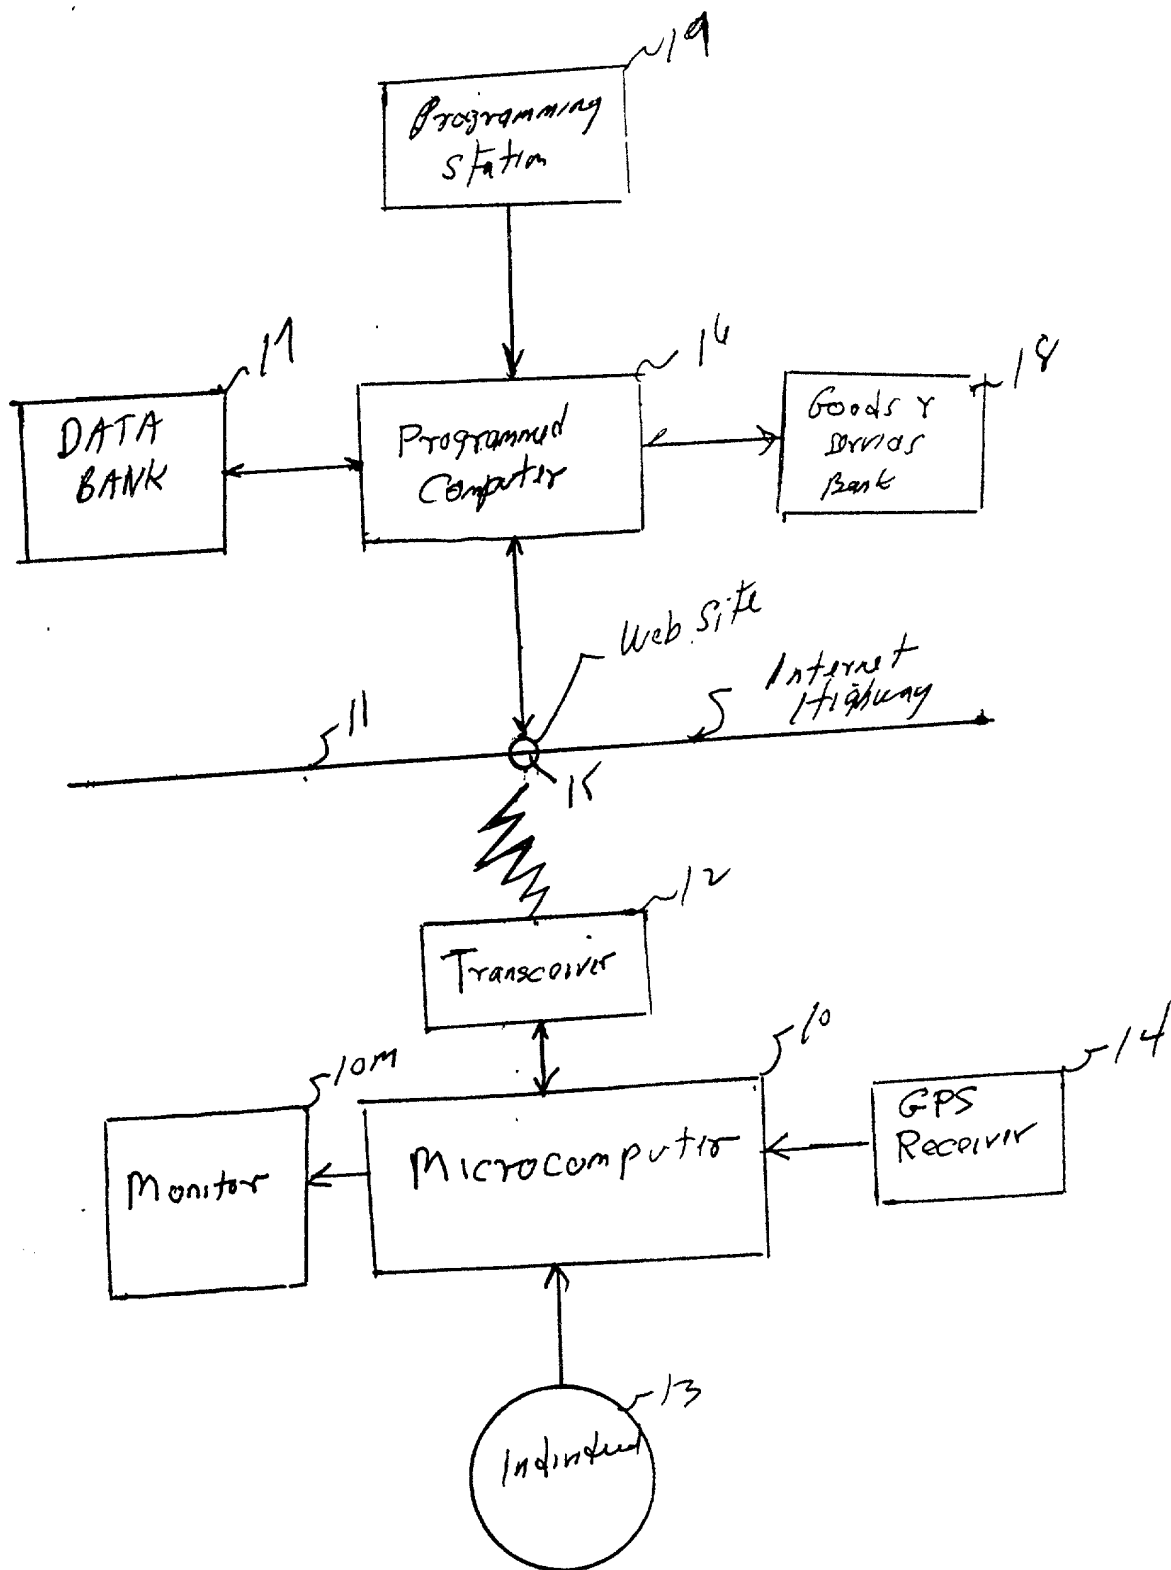 19
Programming
Station
17
16
18
DATA
BANK
Programmed
Computer
Goods &
Services
Bank
Web Site
Internet
Highway
11
15
12
Transceiver
10M
10
14
Monitor
Microcomputer
GPS
Receiver
13
Individual